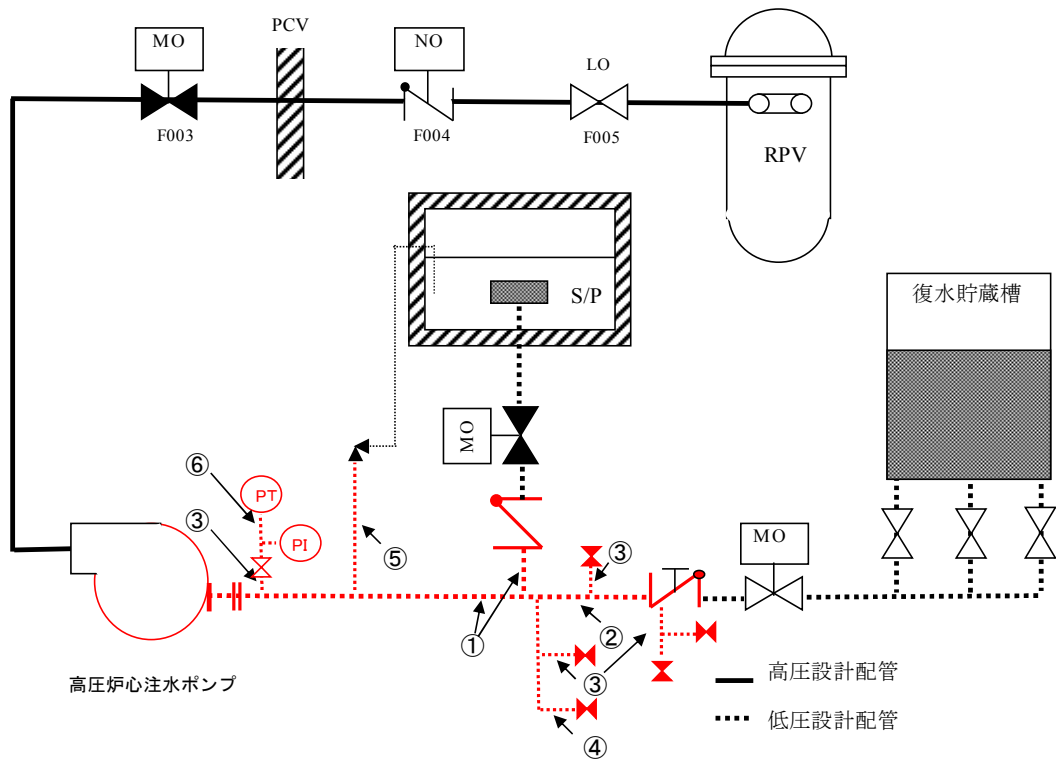 PCV
MO
NO
LO
F003
F004
F005
RPV
S/P
復水貯蔵槽
MO
MO
⑥
PT
③
PI
⑤
③
①
②
③
④
高圧炉心注水ポンプ
高圧設計配管
低圧設計配管